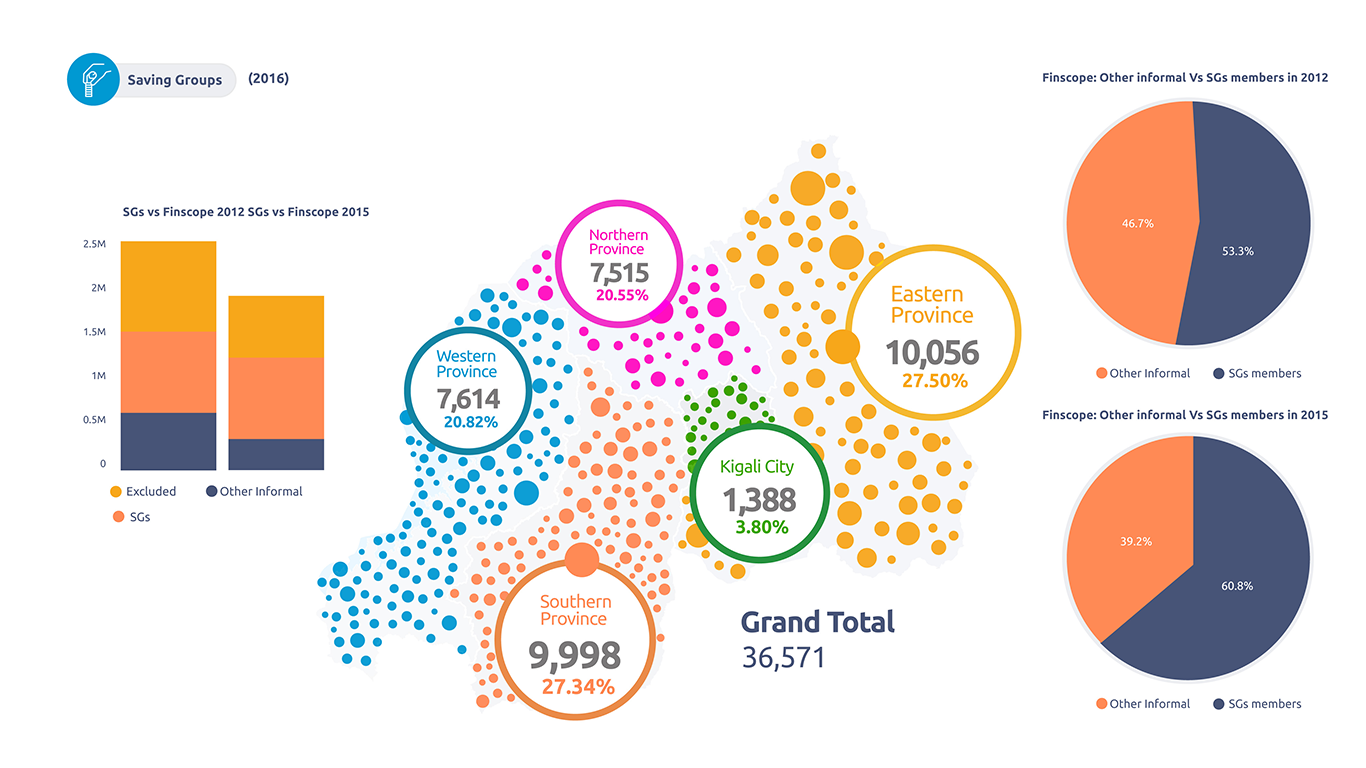 Saving Groups (2016)
SGs vs Finscope 2012 SGs vs Finscope 2015
2.5M
2M
1.5M
1M
0.5M
0
Excluded
Other Informal
SGs
Northern
Province
7,515
20.55%
Western
Province
7,614
20.82%
Eastern
Province
10,056
27.50%
Kigali City
1,388
3.80%
Southern
Province
9,998
27.34%
Grand Total
36,571
Finscope: Other informal Vs SGs members in 2012
46.7%
53.3%
Other Informal
SGs members
Finscope: Other informal Vs SGs members in 2015
39.2%
60.8%
Other Informal
SGs members